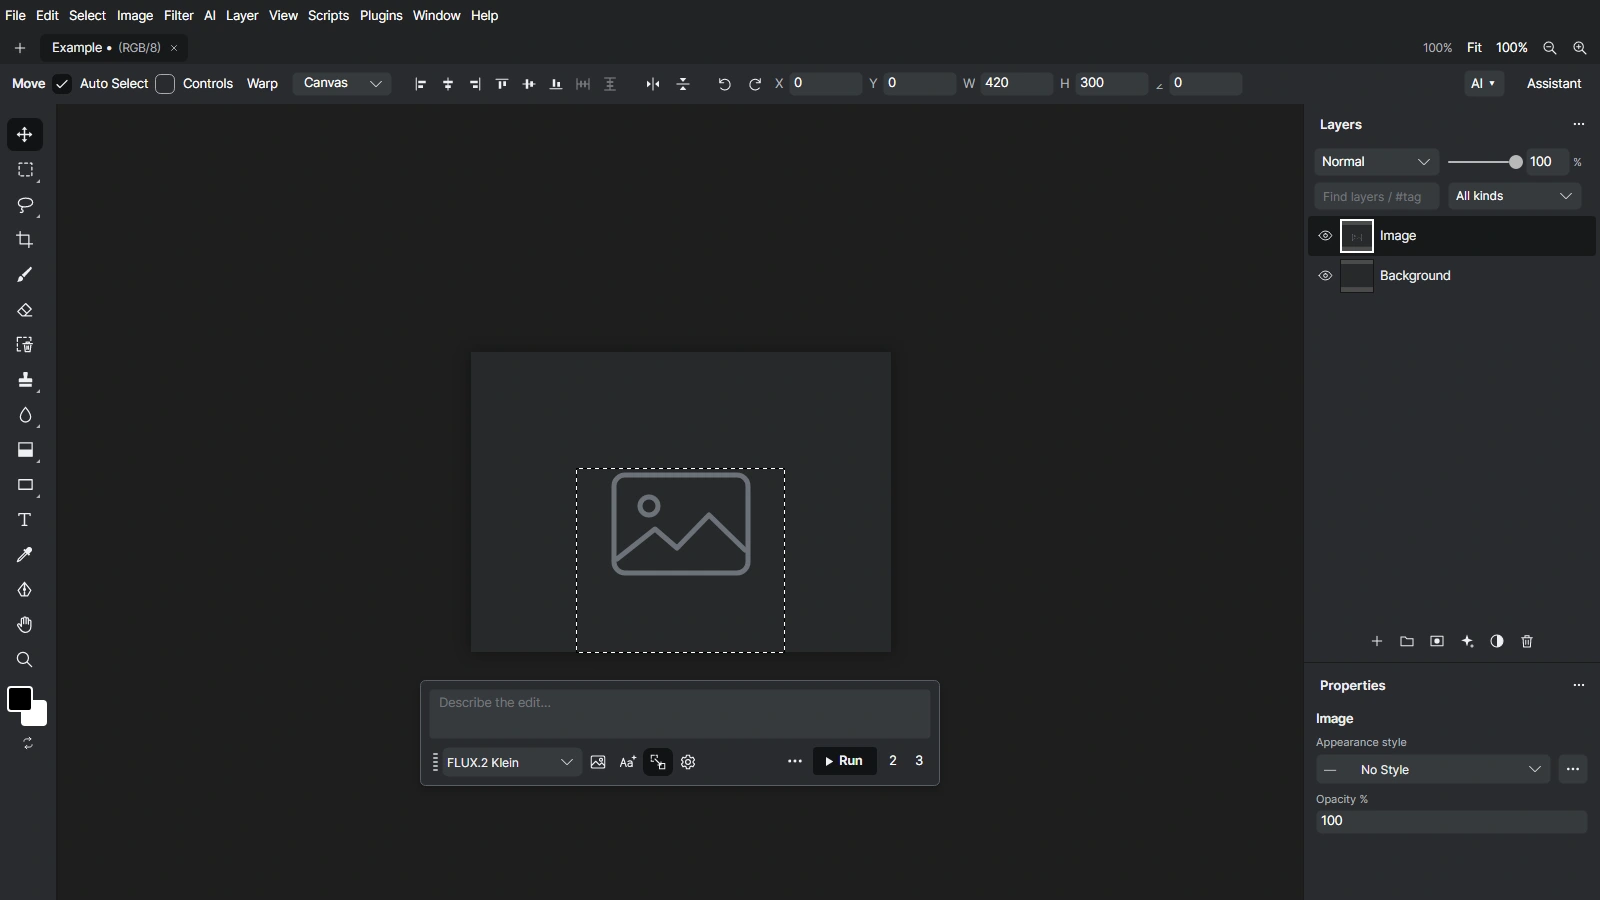 File Edit Select Image Filter AI Layer View Scripts Plugins Window Help
+ Example • (RGB/8) × 100% Fit 100%
Move Auto Select Controls Warp Canvas X 0 Y 0 W 420 H 300 ∠ 0 AI ▾ Assistant
Layers ...
Normal 100 %
Find layers / #tag All kinds
Image
Background
Describe the edit...
FLUX.2 Klein Aa+ ... Run 2 3
Properties ...
Image
Appearance style
— No Style ...
Opacity %
100